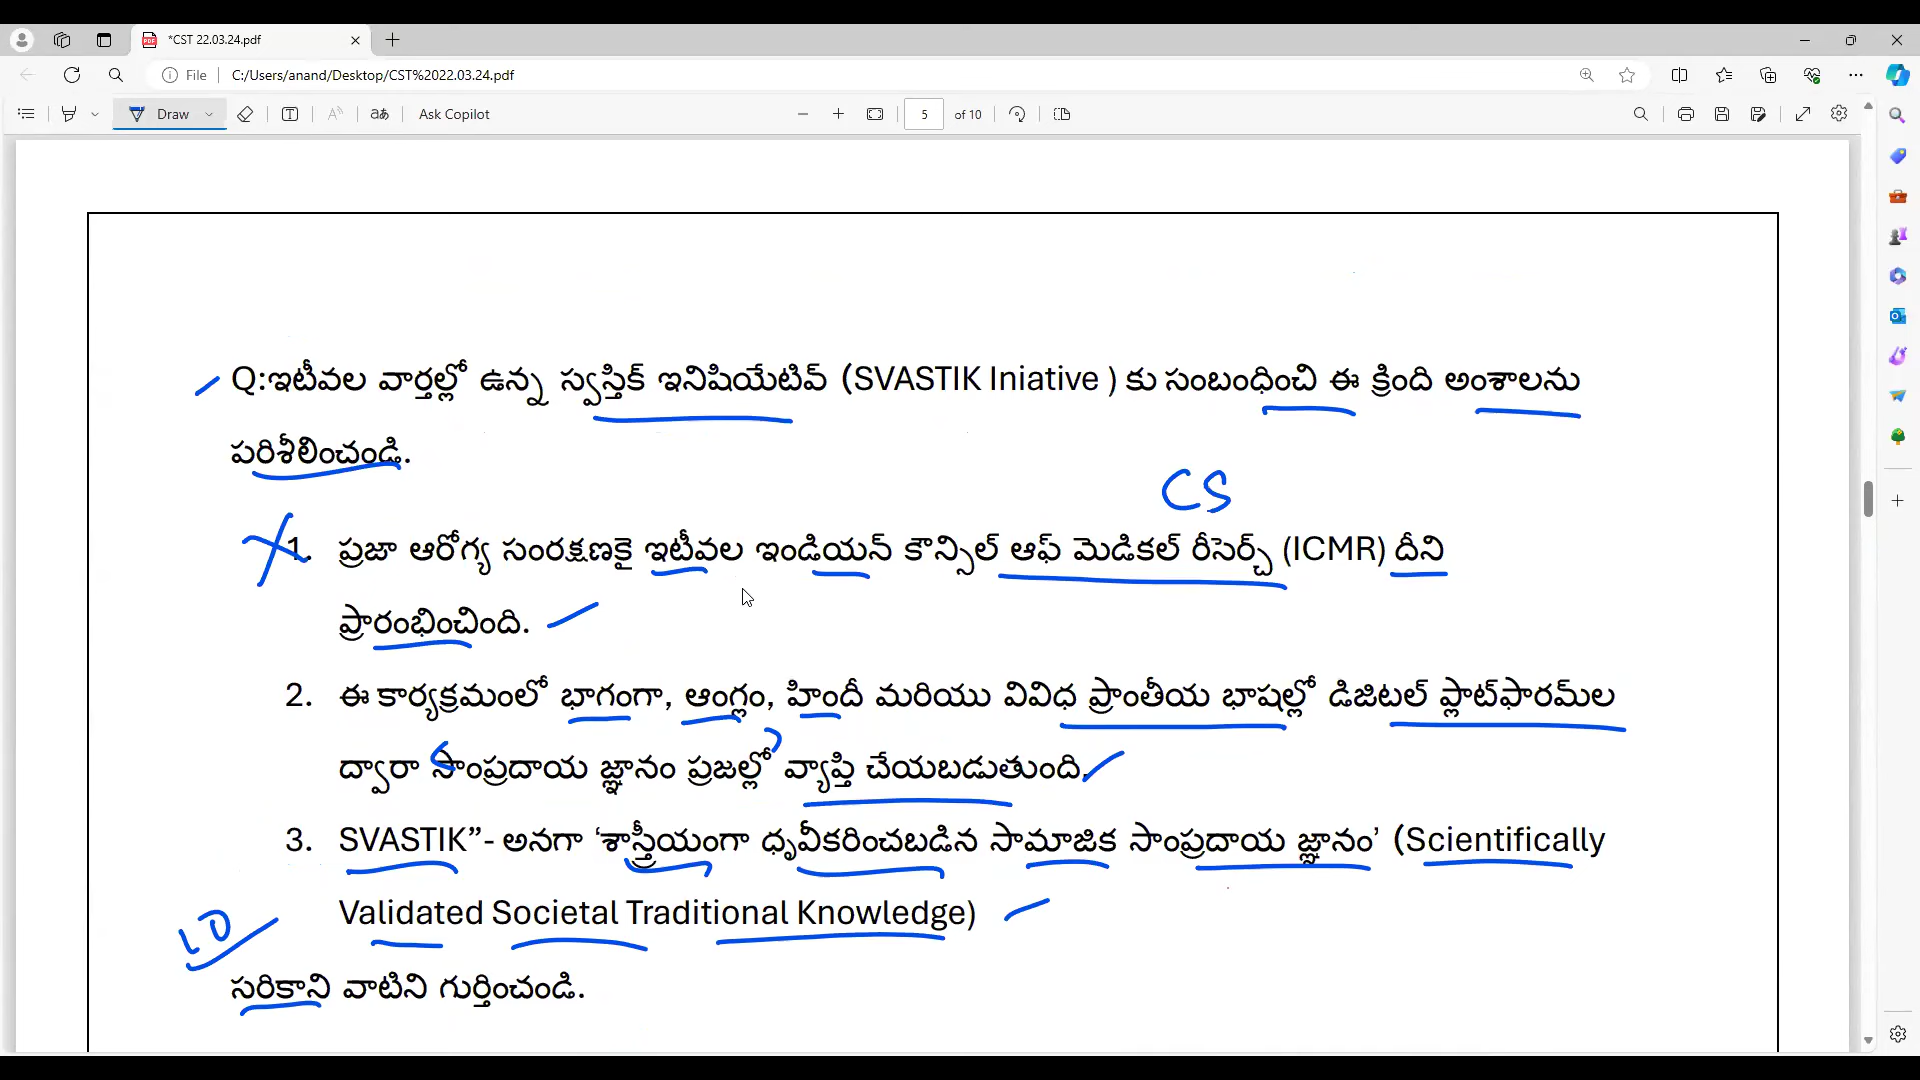 *CST 22.03.24.pdf
File C:/Users/anand/Desktop/CST%2022.03.24.pdf
Draw aあ Ask Copilot 5 of 10
Q:ఇటీవల వార్తల్లో ఉన్న స్వస్తిక్ ఇనిషియేటివ్ (SVASTIK Iniative ) కు సంబంధించి ఈ క్రింది అంశాలను
పరిశీలించండి.
CS
1. ప్రజా ఆరోగ్య సంరక్షణకై ఇటీవల ఇండియన్ కౌన్సిల్ ఆఫ్ మెడికల్ రీసెర్చ్ (ICMR) దీని
ప్రారంభించింది.
2. ఈ కార్యక్రమంలో భాగంగా, ఆంగ్లం, హిందీ మరియు వివిధ ప్రాంతీయ భాషల్లో డిజిటల్ ప్లాట్‌ఫారమ్‌ల
ద్వారా సాంప్రదాయ జ్ఞానం ప్రజల్లో వ్యాప్తి చేయబడుతుంది.
3. SVASTIK”- అనగా ‘శాస్త్రీయంగా ధృవీకరించబడిన సామాజిక సాంప్రదాయ జ్ఞానం’ (Scientifically
Validated Societal Traditional Knowledge)
సరికాని వాటిని గుర్తించండి.